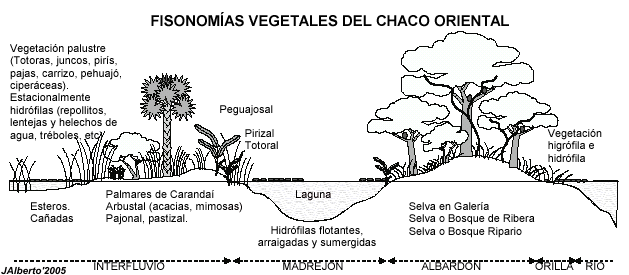 FISONOMÍAS VEGETALES DEL CHACO ORIENTAL
Vegetación palustre
(Totoras, juncos, pirís,
pajas, carrizo, pehuajó,
ciperáceas).
Estacionalmente
hidrófilas (repollitos,
lentejas y helechos de
agua, tréboles, etc
Peguajosal
Pirizal
Totoral
Vegetación
higrófila e
hidrófila
Esteros.
Cañadas
Palmares de Carandaí
Arbustal (acacias, mimosas)
Pajonal, pastizal.
Laguna
Hidrófilas flotantes,
arraigadas y sumergidas
Selva en Galería
Selva o Bosque de Ribera
Selva o Bosque Ripario
INTERFLUVIO MADREJÓN ALBARDÓN ORILLA RÍO
JAlberto'2005